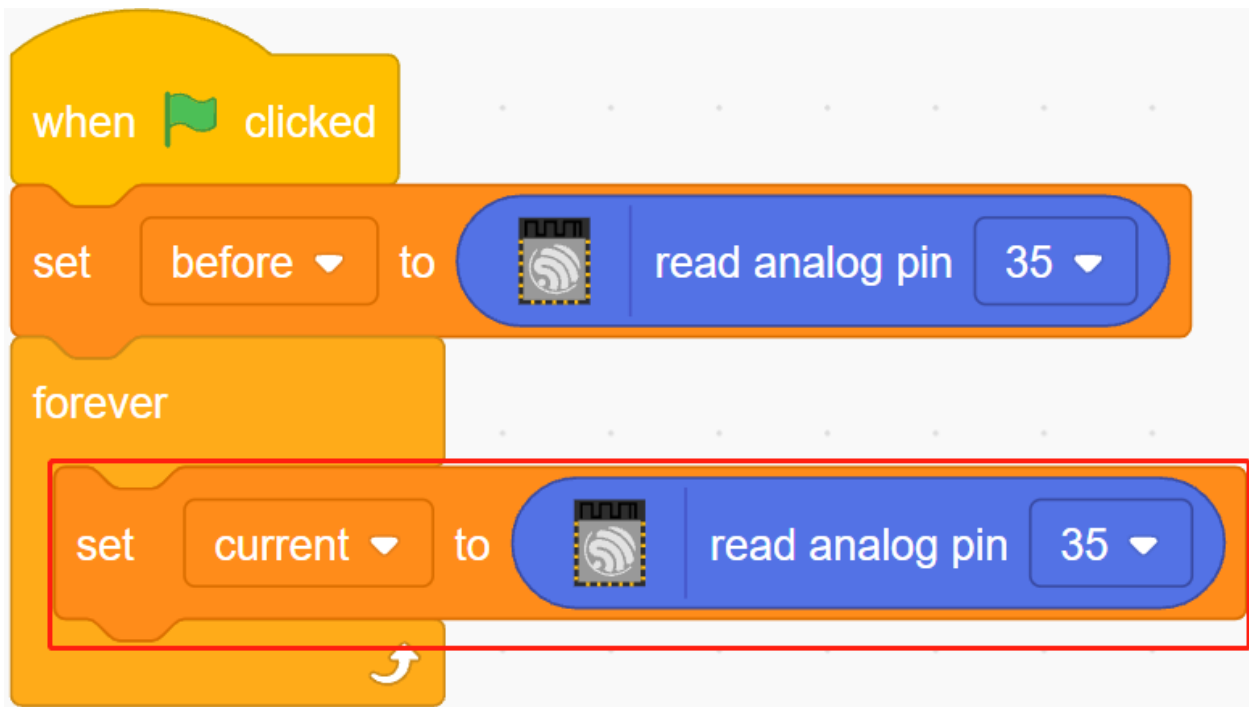 when clicked
set before to read analog pin 35
forever
set current to read analog pin 35